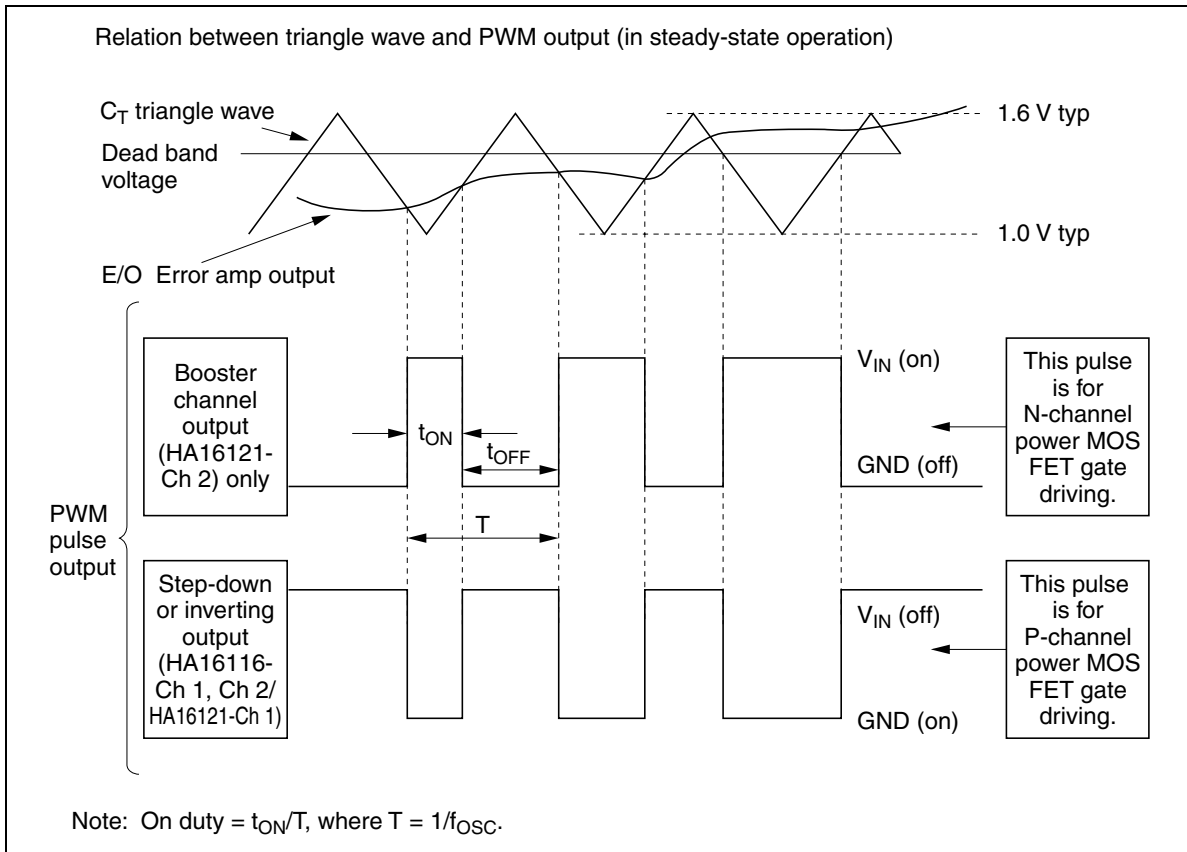 Relation between triangle wave and PWM output (in steady-state operation)
C_T triangle wave
Dead band
voltage
1.6 V typ
1.0 V typ
E/O Error amp output
PWM
pulse
output
Booster
channel
output
(HA16121-
Ch 2) only
t_ON
t_OFF
T
V_IN (on)
GND (off)
This pulse
is for
N-channel
power MOS
FET gate
driving.
Step-down
or inverting
output
(HA16116-
Ch 1, Ch 2/
HA16121-Ch 1)
V_IN (off)
GND (on)
This pulse
is for
P-channel
power MOS
FET gate
driving.
Note: On duty = t_ON/T, where T = 1/f_OSC.